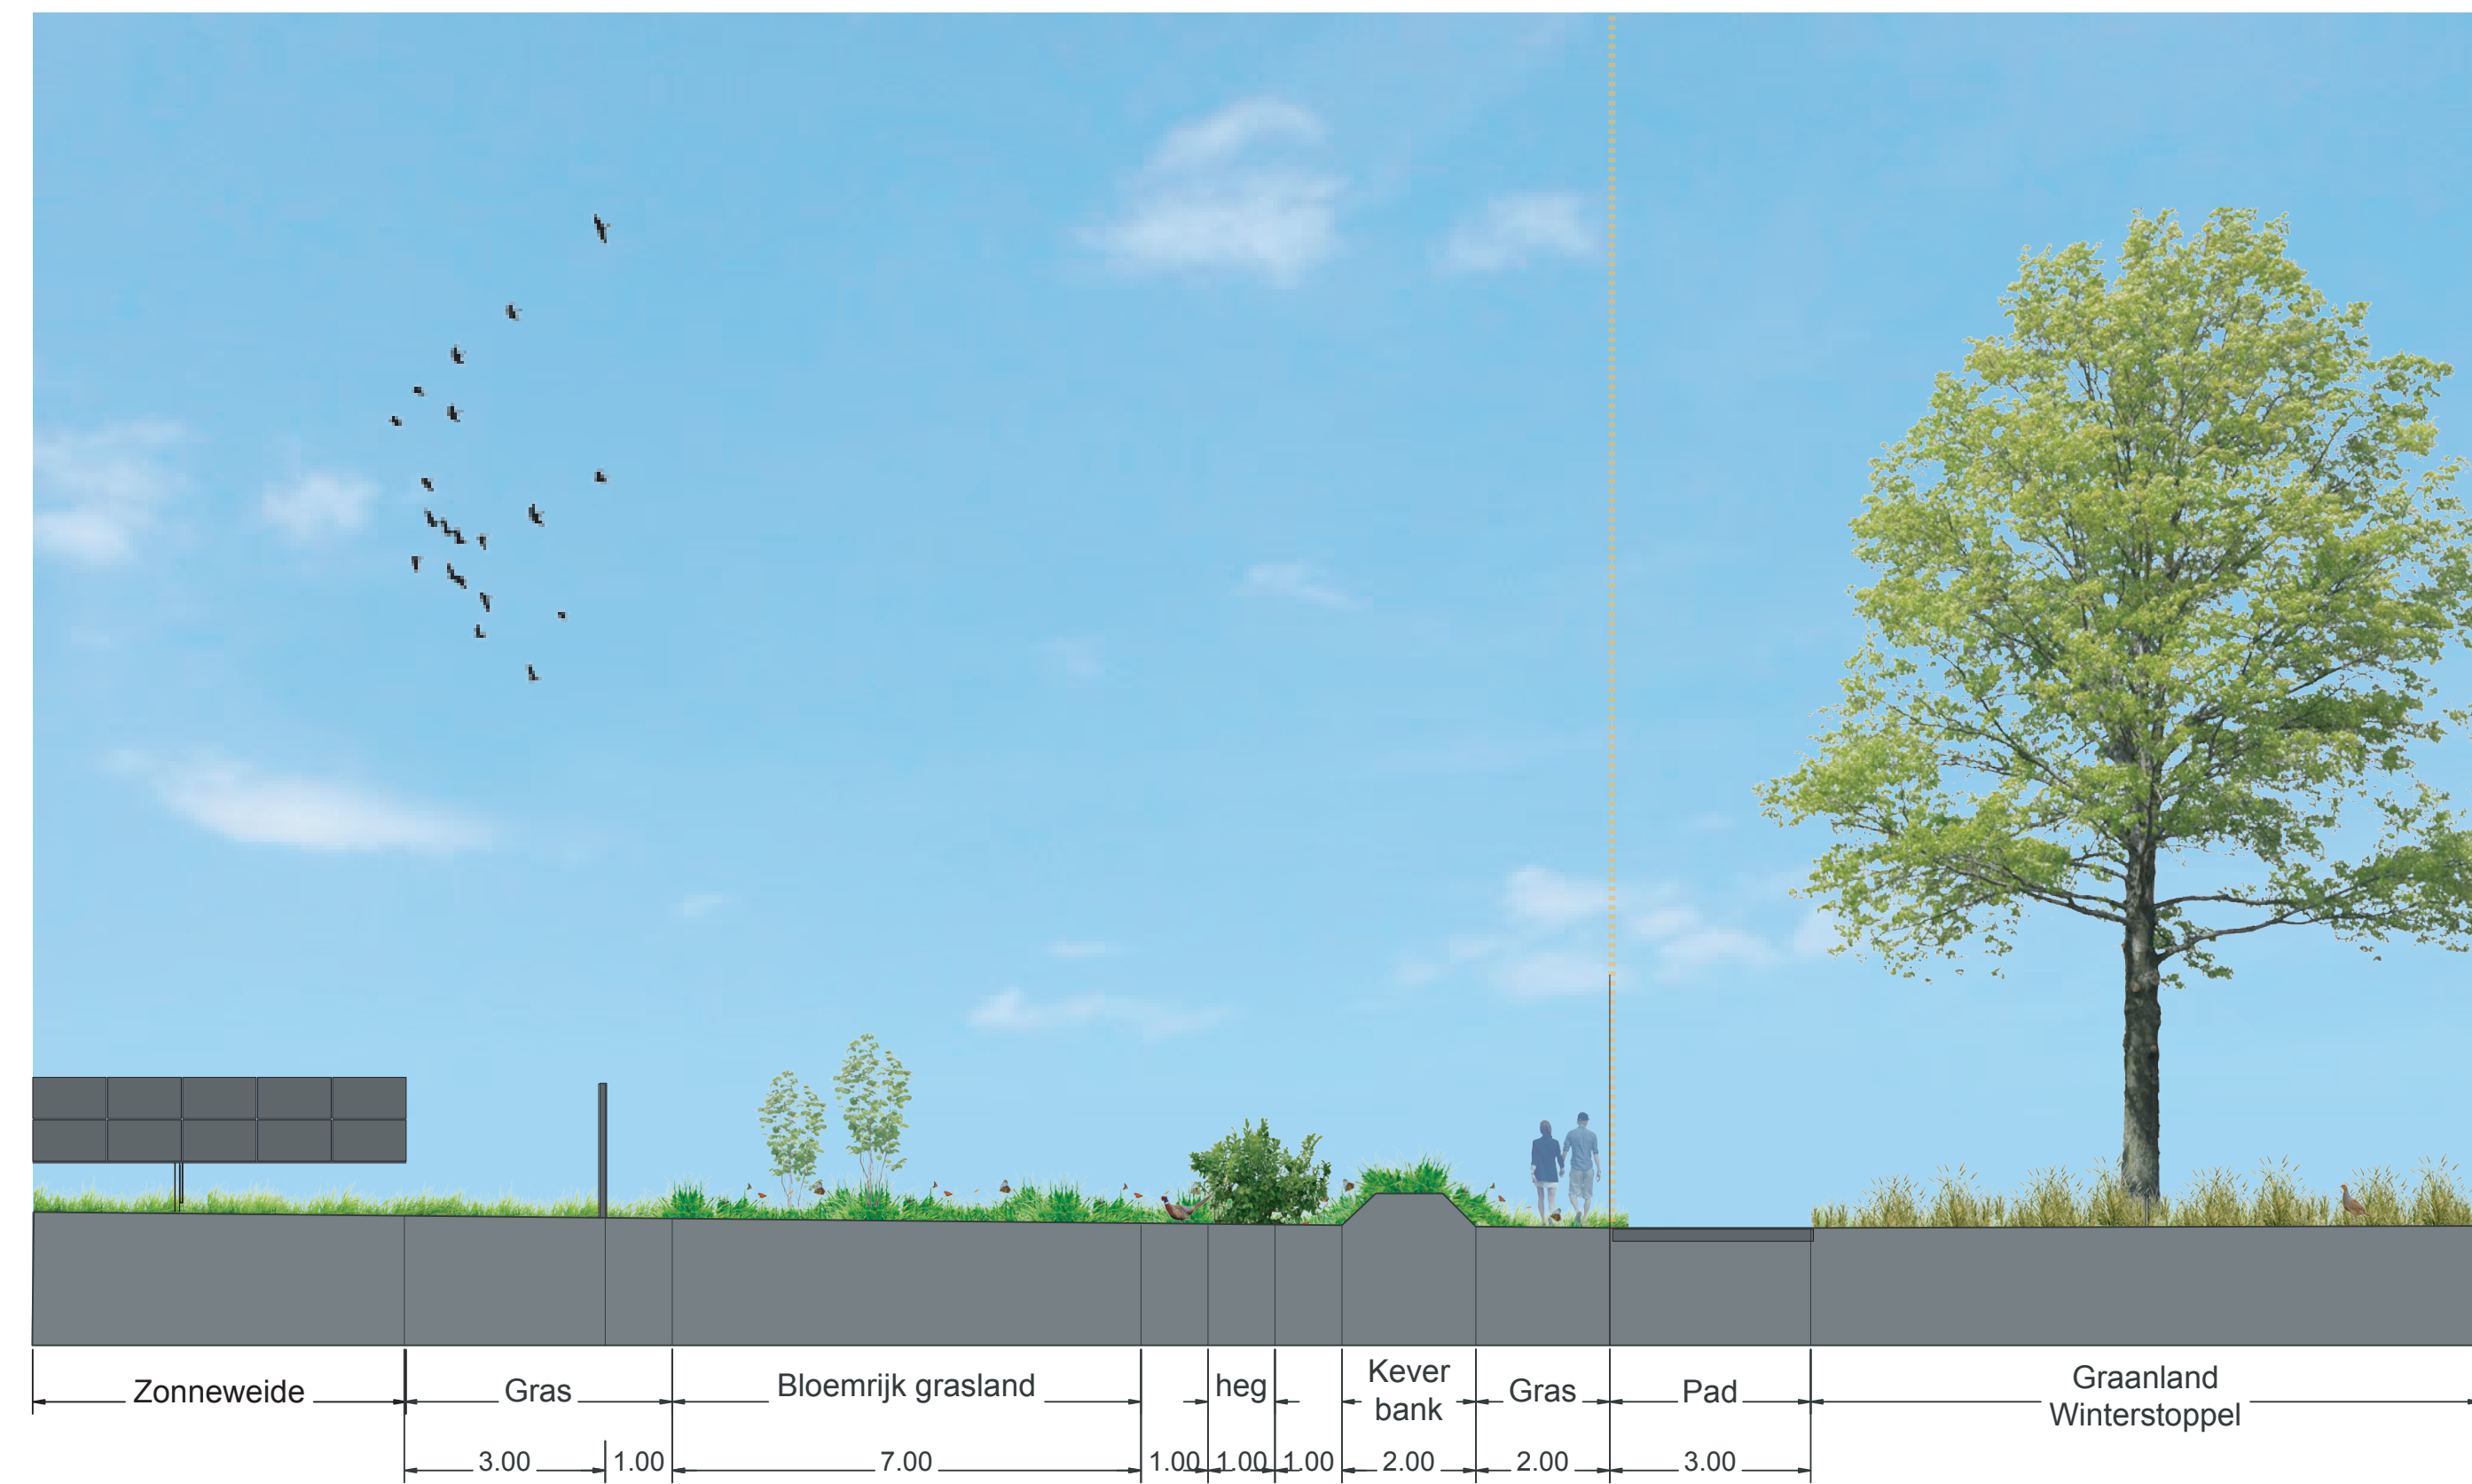 Zonneweide
Gras
Bloemrijk grasland
heg
Kever
bank
Gras
Pad
Graanland
Winterstoppel
3.00
1.00
7.00
1.00
1.00
1.00
2.00
2.00
3.00